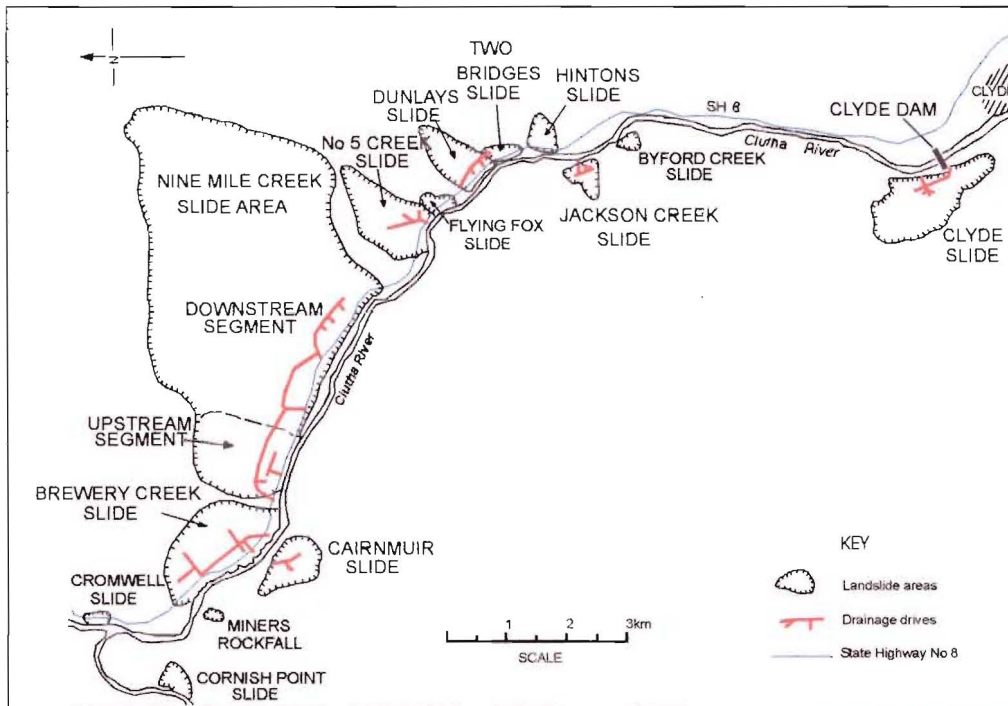 N
TWO
BRIDGES
SLIDE
HINTONS
SLIDE
DUNLAYS
SLIDE
No 5 CREEK
SLIDE
NINE MILE CREEK
SLIDE AREA
SH 8
Clutha
River
CLYDE DAM
CLYDE
BYFORD CREEK
SLIDE
JACKSON CREEK
SLIDE
FLYING FOX
SLIDE
CLYDE
SLIDE
DOWNSTREAM
SEGMENT
Clutha River
UPSTREAM
SEGMENT
BREWERY CREEK
SLIDE
CAIRNMUIR
SLIDE
CROMWELL
SLIDE
MINERS
ROCKFALL
CORNISH POINT
SLIDE
1 2 3km
SCALE
KEY
Landslide areas
Drainage drives
State Highway No 8